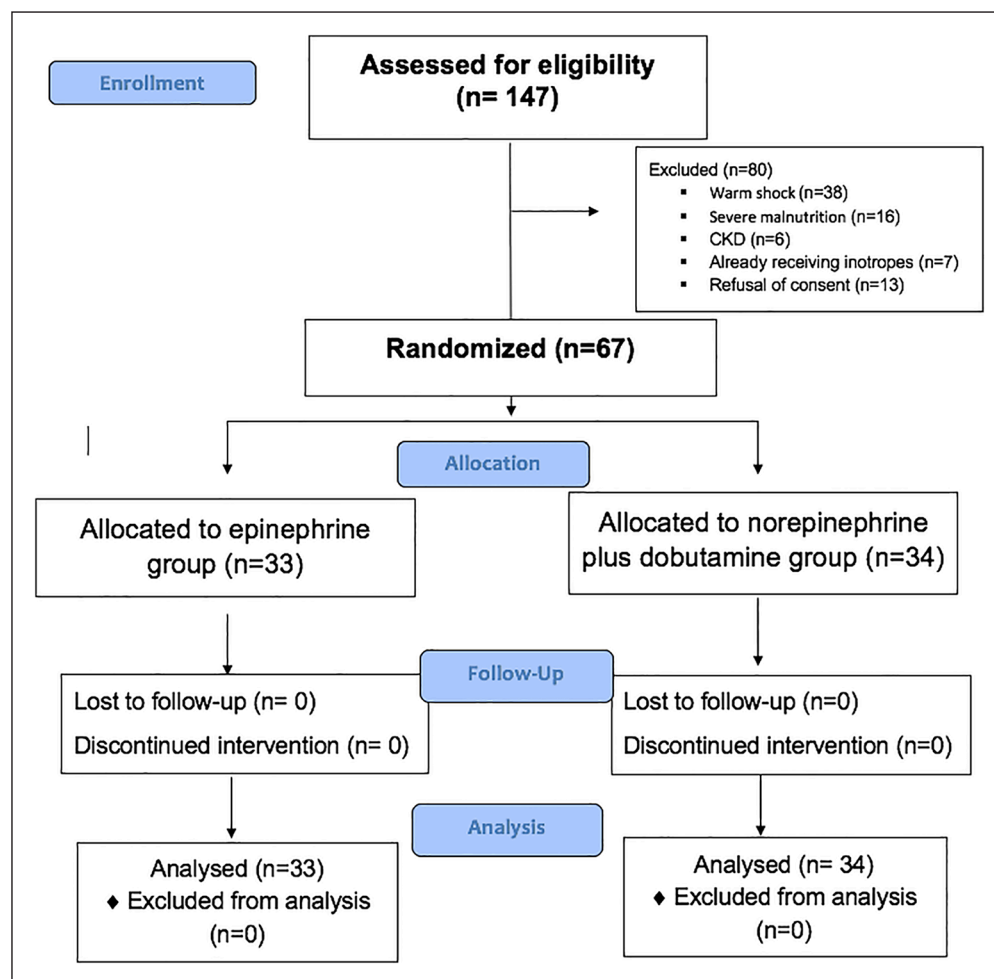 Enrollment
Assessed for eligibility
(n= 147)
Excluded (n=80)
▪ Warm shock (n=38)
▪ Severe malnutrition (n=16)
▪ CKD (n=6)
▪ Already receiving inotropes (n=7)
▪ Refusal of consent (n=13)
Randomized (n=67)
Allocation
Allocated to epinephrine
group (n=33)
Allocated to norepinephrine
plus dobutamine group (n=34)
Follow-Up
Lost to follow-up (n= 0)
Discontinued intervention (n= 0)
Lost to follow-up (n=0)
Discontinued intervention (n=0)
Analysis
Analysed (n=33)
♦ Excluded from analysis
(n=0)
Analysed (n= 34)
♦ Excluded from analysis
(n=0)